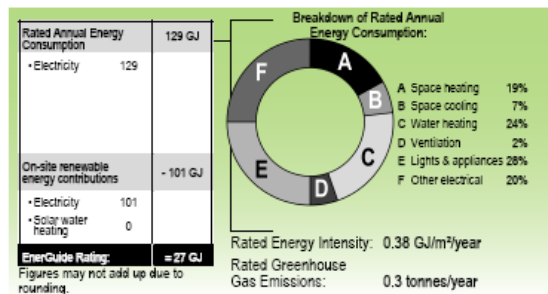 Rated Annual Energy
Consumption
129 GJ
• Electricity 129
On-site renewable
energy contributions
- 101 GJ
• Electricity 101
• Solar water
heating 0
EnerGuide Rating: = 27 GJ
Figures may not add up due to
rounding.
Breakdown of Rated Annual
Energy Consumption:
A
B
C
D
E
F
A Space heating 19%
B Space cooling 7%
C Water heating 24%
D Ventilation 2%
E Lights & appliances 28%
F Other electrical 20%
Rated Energy Intensity: 0.38 GJ/m²/year
Rated Greenhouse
Gas Emissions: 0.3 tonnes/year